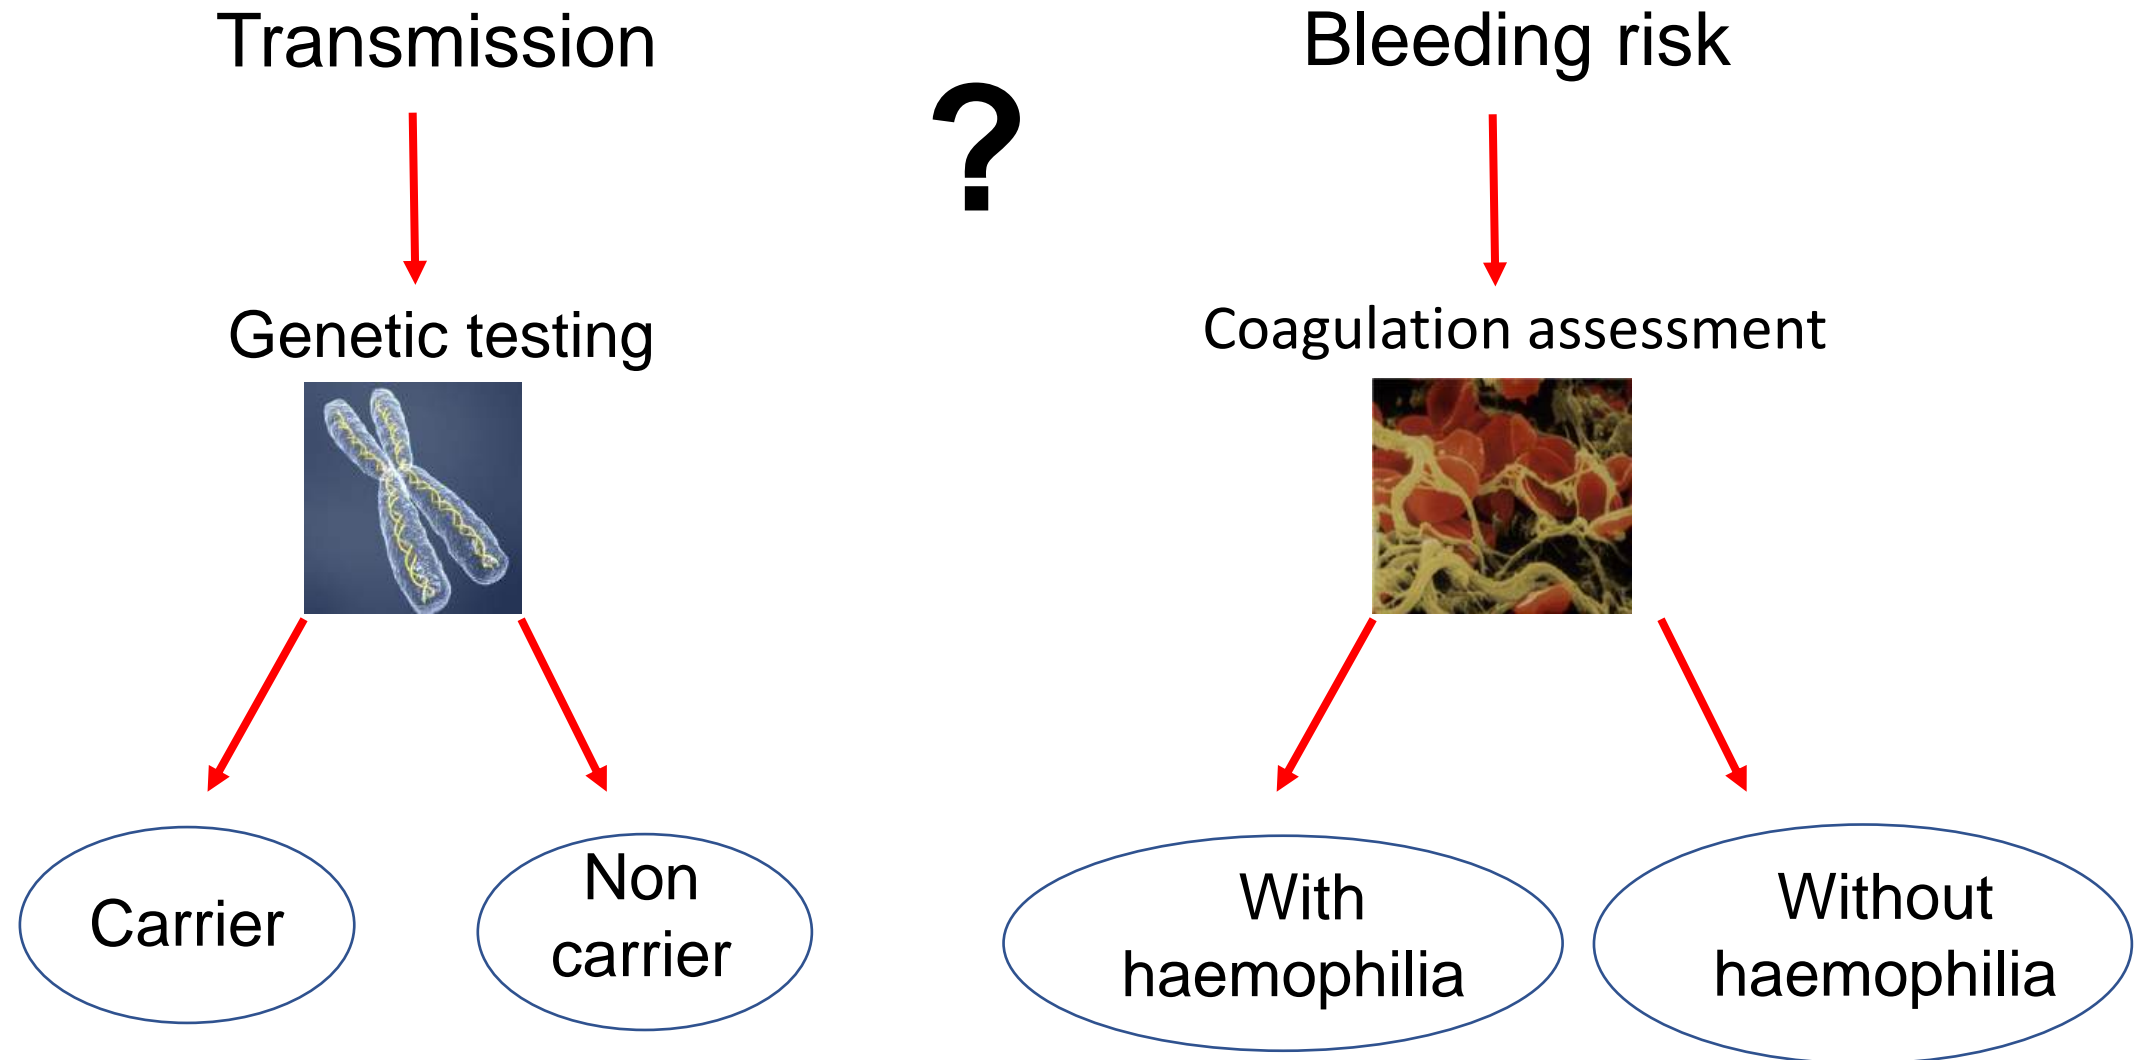 Transmission
Bleeding risk
?
Genetic testing
Coagulation assessment
Carrier
Non
carrier
With
haemophilia
Without
haemophilia